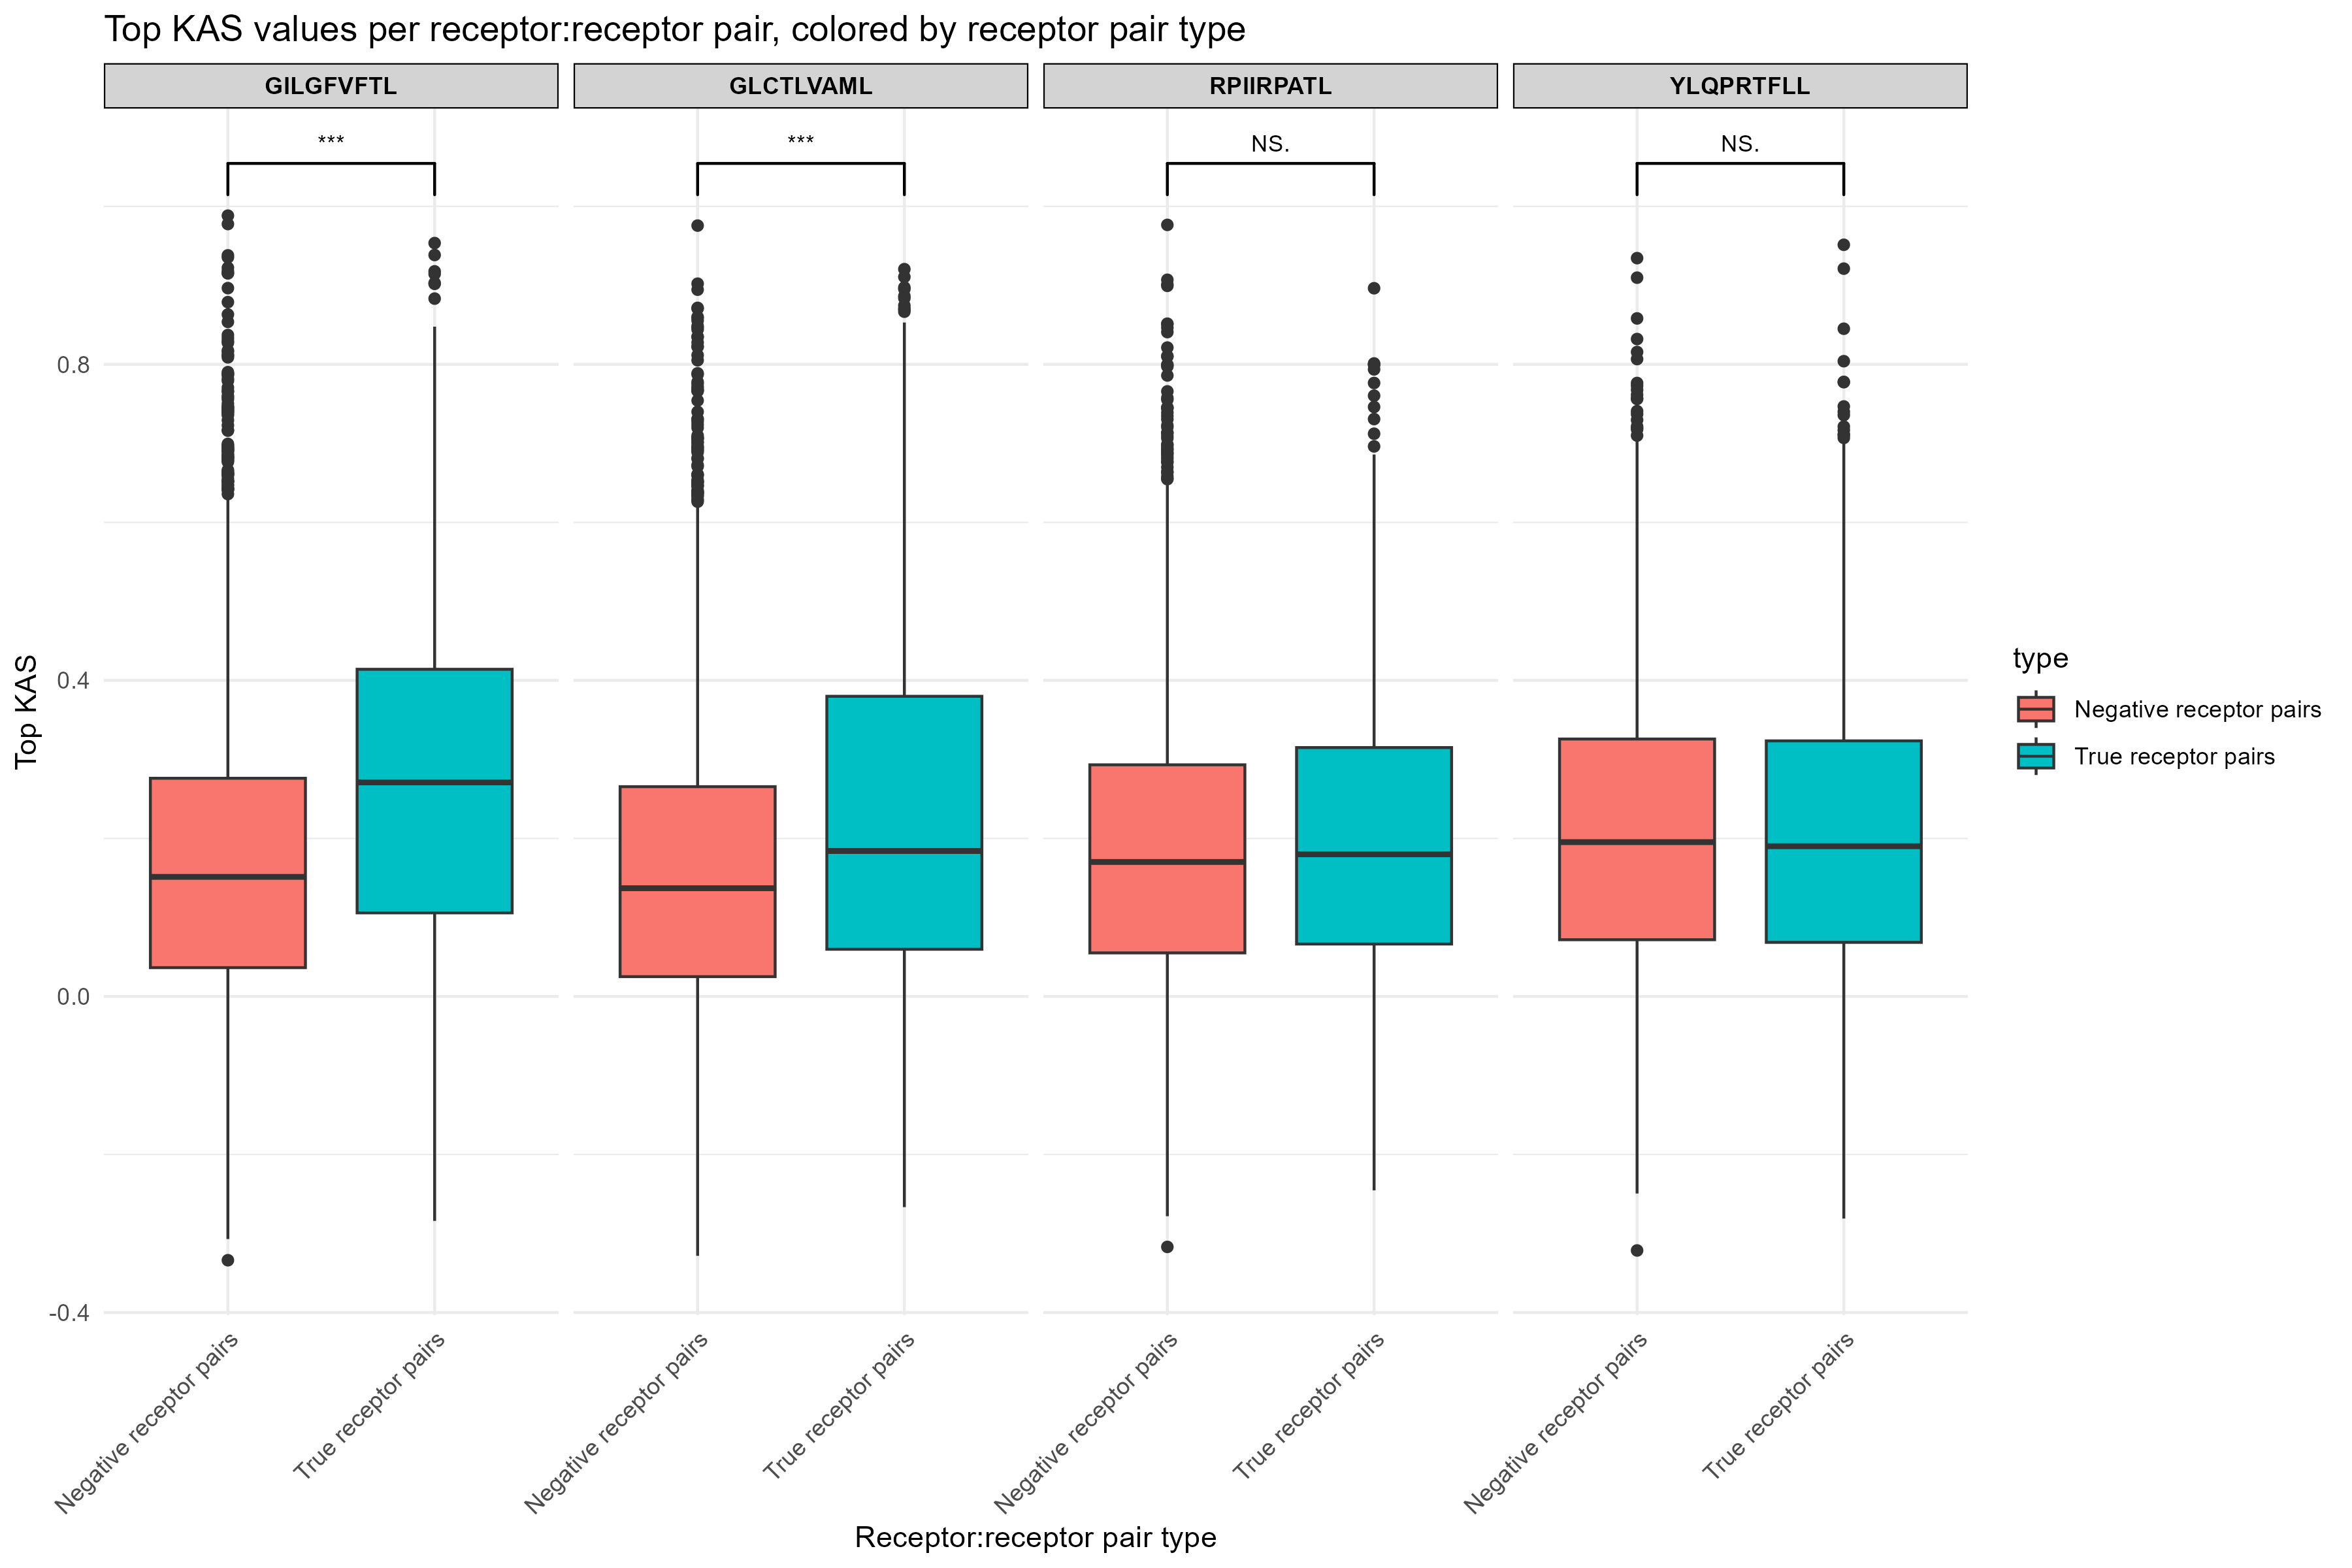 Top KAS values per receptor:receptor pair, colored by receptor pair type
GILGFVFTL
GLCTLVAML
RPIIRPATL
YLQPRTFLL
***
***
NS.
NS.
0.8
0.4
0.0
-0.4
Top KAS
type
Negative receptor pairs
True receptor pairs
Negative receptor pairs
True receptor pairs
Negative receptor pairs
True receptor pairs
Negative receptor pairs
True receptor pairs
Negative receptor pairs
True receptor pairs
Receptor:receptor pair type